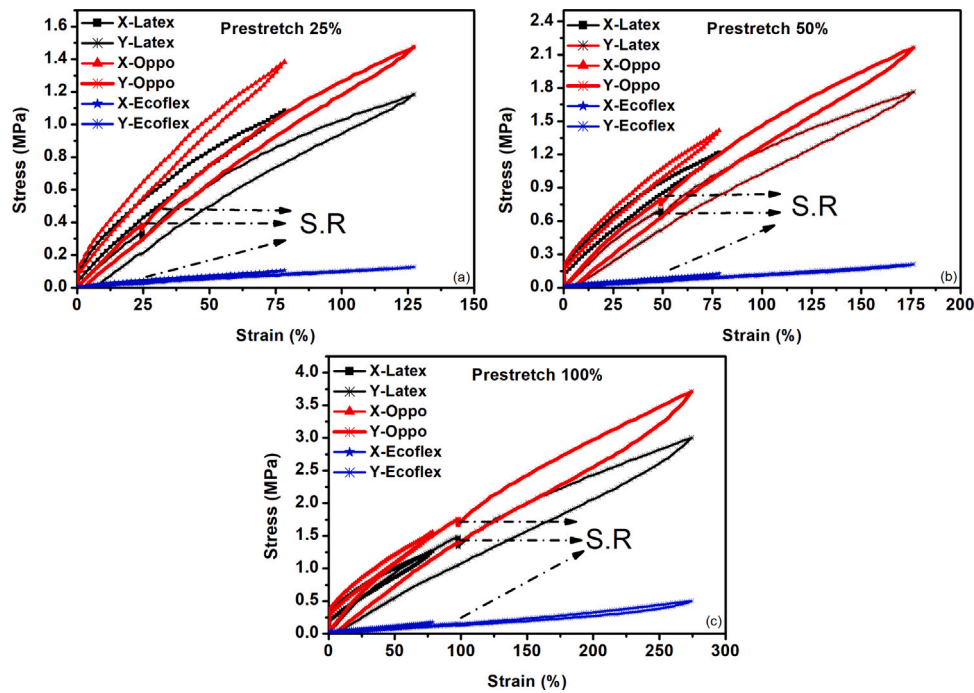 X-Latex
Y-Latex
X-Oppo
Y-Oppo
X-Ecoflex
Y-Ecoflex
Prestretch 25%
S.R
(a)
Stress (MPa)
1.6
1.4
1.2
1.0
0.8
0.6
0.4
0.2
0.0
0 25 50 75 100 125 150
Strain (%)
X-Latex
Y-Latex
X-Oppo
Y-Oppo
X-Ecoflex
Y-Ecoflex
Prestretch 50%
S.R
(b)
Stress (MPa)
2.4
2.1
1.8
1.5
1.2
0.9
0.6
0.3
0.0
0 25 50 75 100 125 150 175 200
Strain (%)
X-Latex
Y-Latex
X-Oppo
Y-Oppo
X-Ecoflex
Y-Ecoflex
Prestretch 100%
S.R
(c)
Stress (MPa)
4.0
3.5
3.0
2.5
2.0
1.5
1.0
0.5
0.0
0 50 100 150 200 250 300
Strain (%)